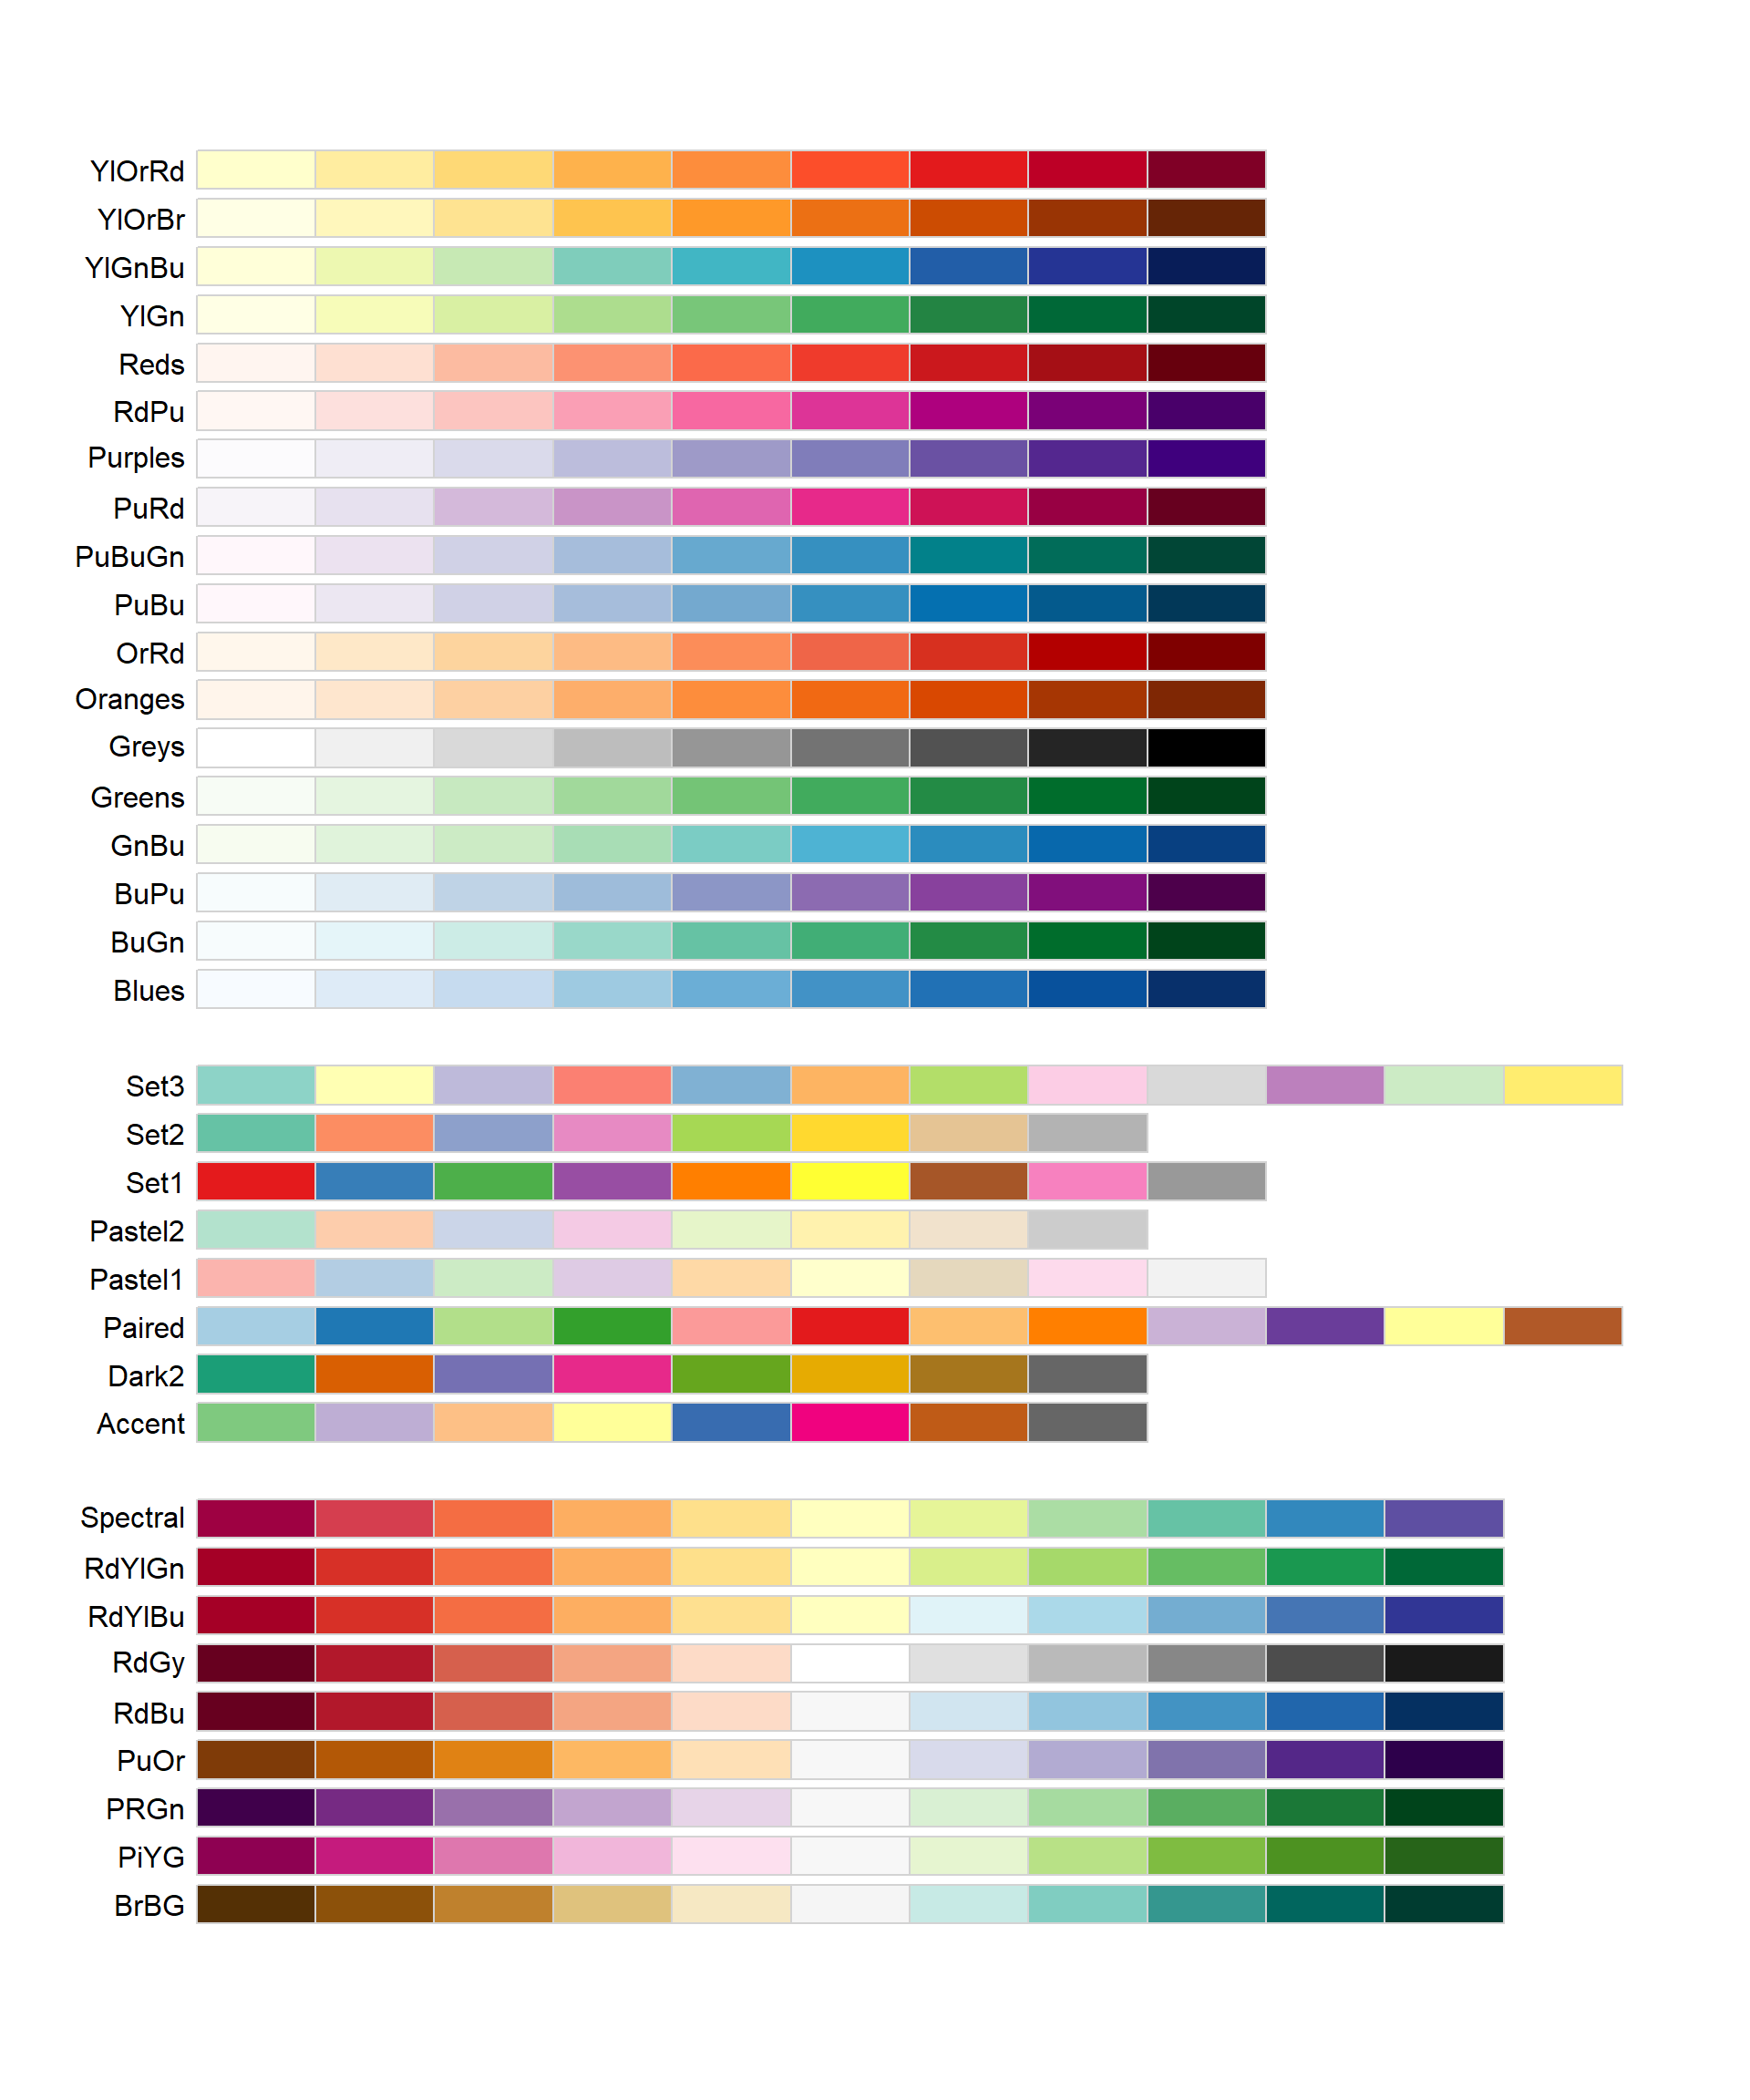 YlOrRd
YlOrBr
YlGnBu
YlGn
Reds
RdPu
Purples
PuRd
PuBuGn
PuBu
OrRd
Oranges
Greys
Greens
GnBu
BuPu
BuGn
Blues
Set3
Set2
Set1
Pastel2
Pastel1
Paired
Dark2
Accent
Spectral
RdYlGn
RdYlBu
RdGy
RdBu
PuOr
PRGn
PiYG
BrBG